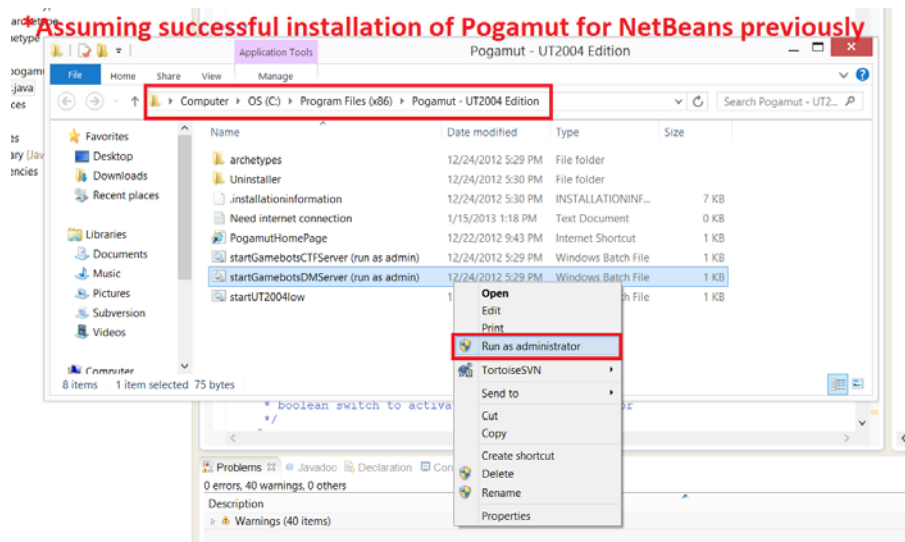 *Assuming successful installation of Pogamut for NetBeans previously
Application Tools
Pogamut - UT2004 Edition
File Home Share View Manage
Computer OS (C:) Program Files (x86) Pogamut - UT2004 Edition
Search Pogamut - UT2...
.java
Name Date modified Type Size
Favorites
Desktop
Downloads
Recent places
Libraries
Documents
Music
Pictures
Subversion
Videos
Computer
archetypes 12/24/2012 5:29 PM File folder
Uninstaller 12/24/2012 5:30 PM File folder
.installationinformation 12/24/2012 5:30 PM INSTALLATIONINF... 7 KB
Need internet connection 1/15/2013 1:18 PM Text Document 0 KB
PogamutHomePage 12/22/2012 9:43 PM Internet Shortcut 1 KB
startGamebotsCTFServer (run as admin) 12/24/2012 5:29 PM Windows Batch File 1 KB
startGamebotsDMServer (run as admin) 12/24/2012 5:29 PM Windows Batch File 1 KB
startUT2004low 1 ch File 1 KB
Open
Edit
Print
Run as administrator
TortoiseSVN
Send to
Cut
Copy
Create shortcut
Delete
Rename
Properties
8 items 1 item selected 75 bytes
* boolean switch to activa or
*/
Problems Javadoc Declaration Con
0 errors, 40 warnings, 0 others
Description
Warnings (40 items)